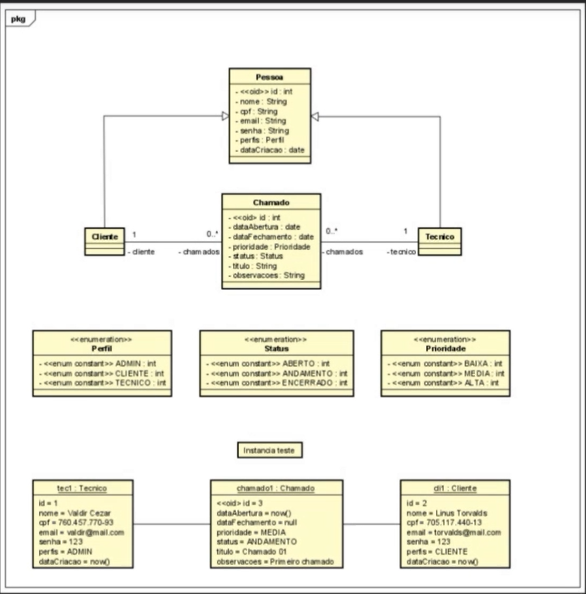 pkg
Pessoa
- <<oid>> id : int
- nome : String
- cpf : String
- email : String
- senha : String
- perfis : Perfil
- dataCriacao : date
Chamado
- <<oid>> id : int
- dataAbertura : date
- dataFechamento : date
- prioridade : Prioridade
- status : Status
- titulo : String
- observacoes : String
Cliente
1
0..*
- cliente
- chamados
0..*
1
- chamados
-tecnico
Tecnico
<<enumeration>>
Perfil
- <<enum constant>> ADMIN : int
- <<enum constant>> CLIENTE : int
- <<enum constant>> TECNICO : int
<<enumeration>>
Status
- <<enum constant>> ABERTO : int
- <<enum constant>> ANDAMENTO : int
- <<enum constant>> ENCERRADO : int
<<enumeration>>
Prioridade
- <<enum constant>> BAIXA : int
- <<enum constant>> MEDIA : int
- <<enum constant>> ALTA : int
Instancia teste
tec1 : Tecnico
id = 1
nome = Valdir Cezar
cpf = 760.457.770-93
email = valdir@mail.com
senha = 123
perfis = ADMIN
dataCriacao = now()
chamado1 : Chamado
<<oid>> id = 3
dataAbertura = now()
dataFechamento = null
prioridade = MEDIA
status = ANDAMENTO
titulo = Chamado 01
observacoes = Primeiro chamado
cli1 : Cliente
id = 2
nome = Linus Torvalds
cpf = 705.117.440-13
email = torvalds@mail.com
senha = 123
perfis = CLIENTE
dataCriacao = now()